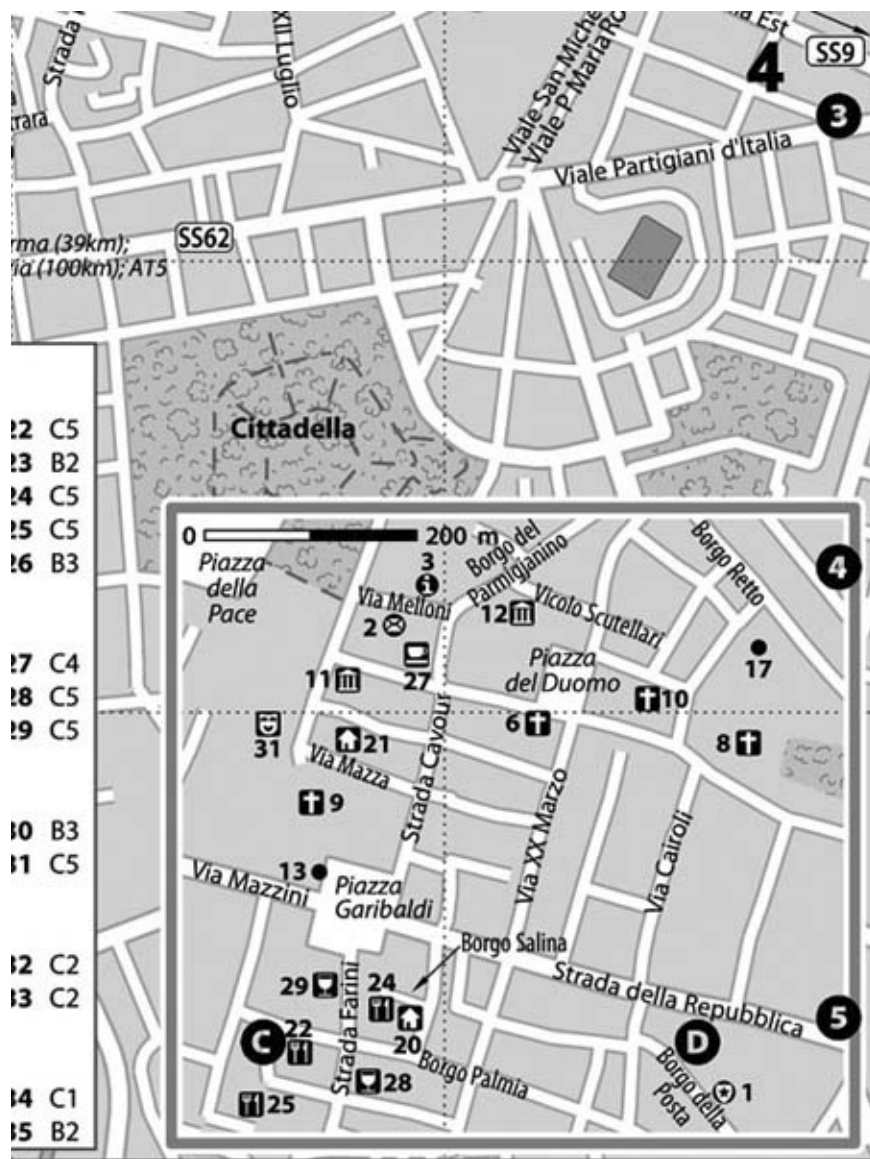 Strada
XXII Luglio
Viale San Miche
Viale P Maria Ro
Est
SS9
4
3
Viale Partigiani d'Italia
SS62
rma (39km);
via (100km); AT5
Cittadella
22 C5
23 B2
24 C5
25 C5
26 B3
27 C4
28 C5
29 C5
30 B3
31 C5
32 C2
33 C2
34 C1
35 B2
0 200 m
Piazza
della
Pace
3
Via Melloni
2
Borgo del
Parmigianino
12
Vicolo Scutellari
Borgo Retto
4
17
27
11
Piazza
del Duomo
10
6
8
31
21
Via Mazza
Strada Cavour
9
Via XX Marzo
Via Cairoli
13
Via Mazzini
Piazza
Garibaldi
Borgo Salina
Strada della Repubblica
5
29
24
Strada Farini
22
C
20
D
Borgo Palmia
28
25
Borgo della
Posta
1